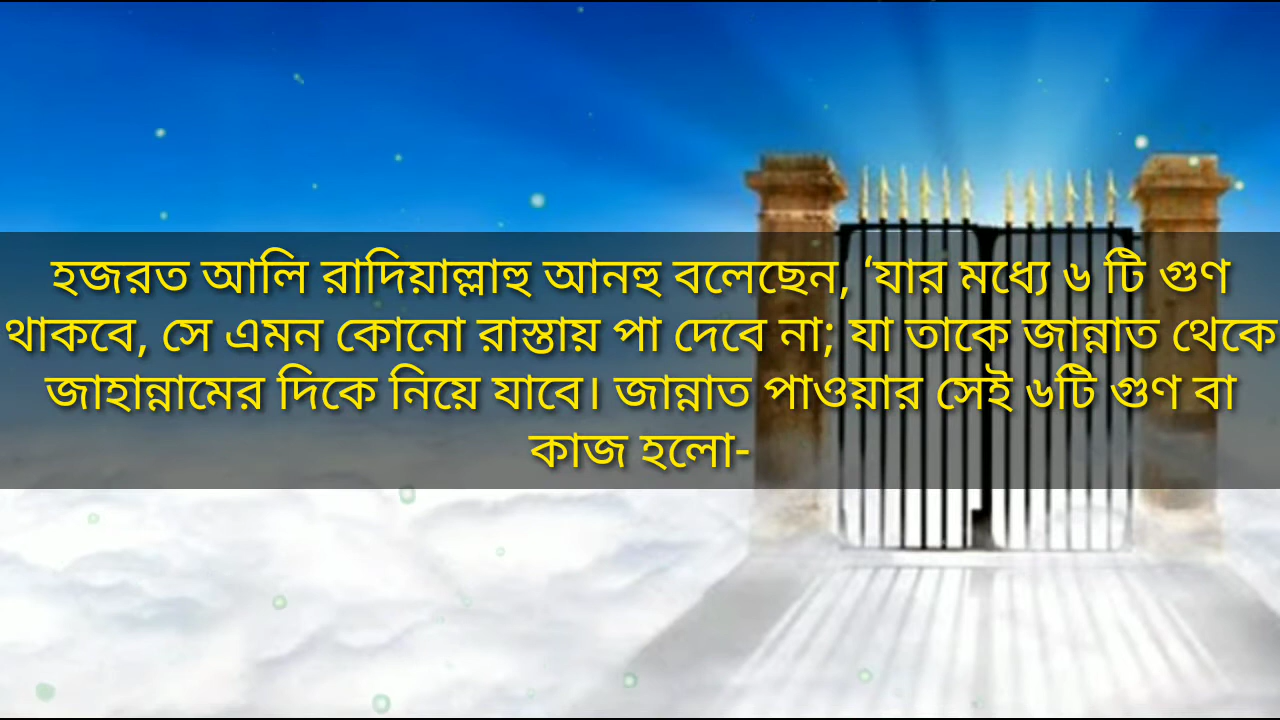 হজরত আলি রাদিয়াল্লাহু আনহু বলেছেন, ‘যার মধ্যে ৬ টি গুণ
থাকবে, সে এমন কোনো রাস্তায় পা দেবে না; যা তাকে জান্নাত থেকে
জাহান্নামের দিকে নিয়ে যাবে। জান্নাত পাওয়ার সেই ৬টি গুণ বা
কাজ হলো-